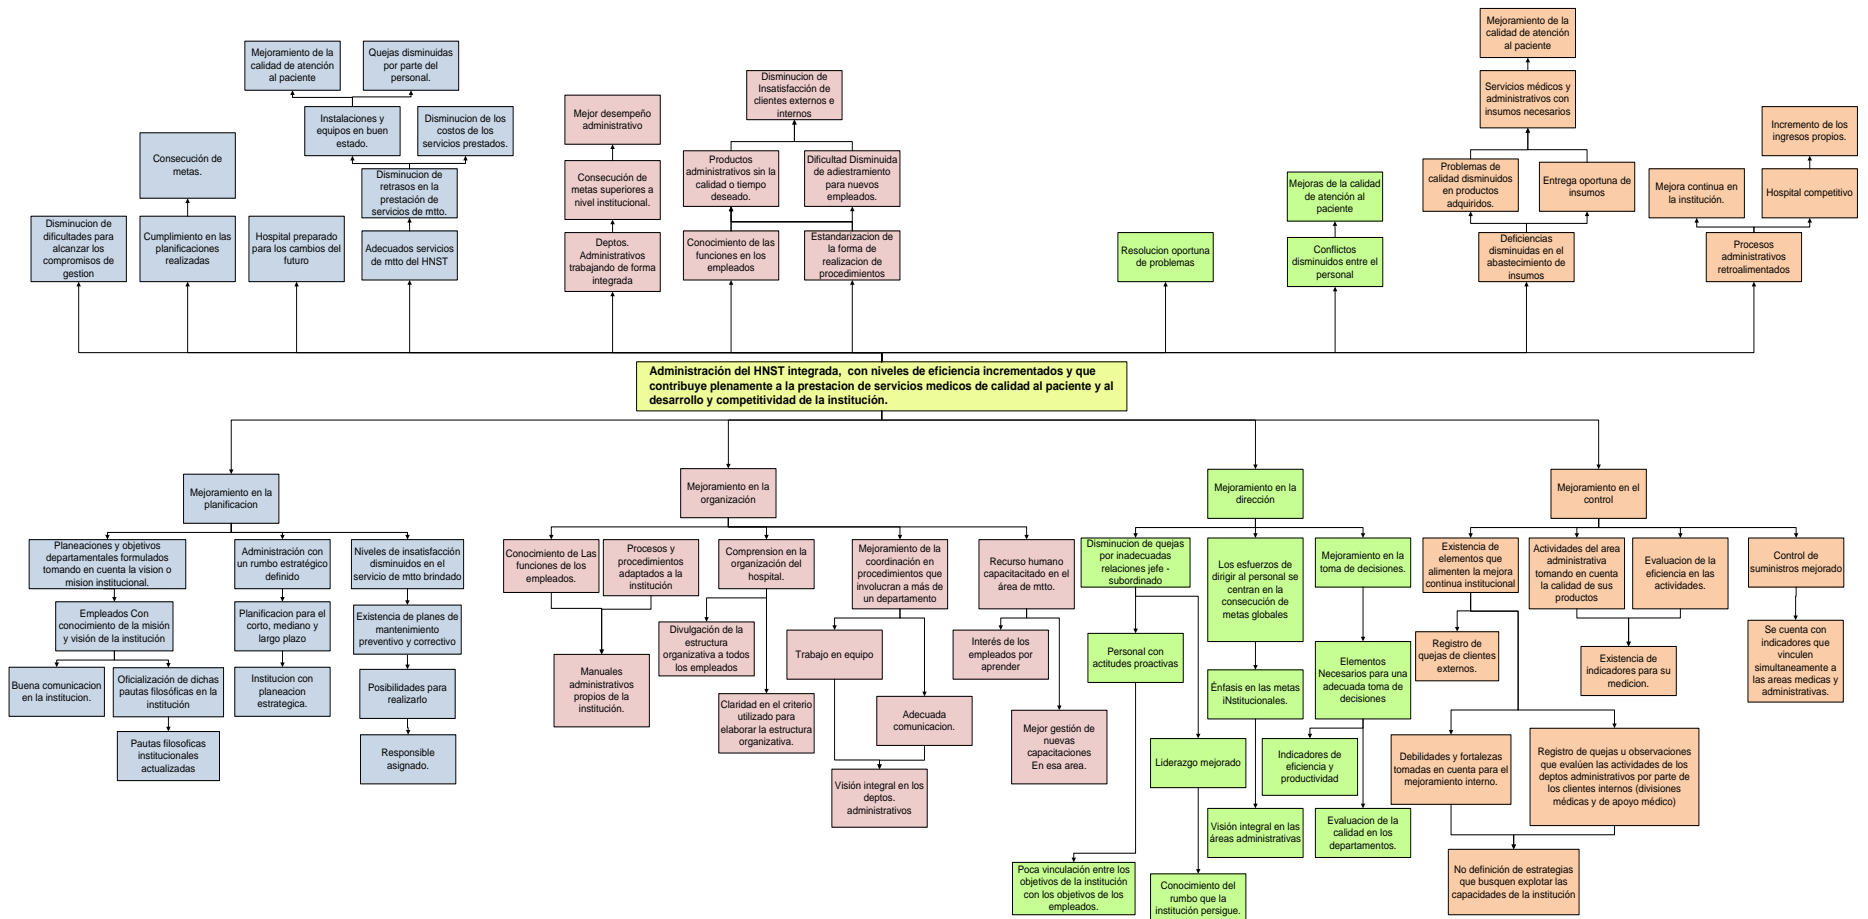 Mejoramiento de la
calidad de atención
al paciente
Quejas disminuidas
por parte del
personal.
Instalaciones y
equipos en buen
estado.
Disminucion de los
costos de los
servicios prestados.
Consecución de
metas.
Disminucion de
retrasos en la
prestación de
servicios de mtto.
Disminucion de
dificultades para
alcanzar los
compromisos de
gestion
Cumplimiento en las
planificaciones
realizadas
Hospital preparado
para los cambios del
futuro
Adecuados servicios
de mtto del HNST
Mejor desempeño
administrativo
Consecución de
metas superiores a
nivel institucional.
Deptos.
Administrativos
trabajando de forma
integrada
Disminucion de
Insatisfacción de
clientes externos e
internos
Productos
administrativos sin la
calidad o tiempo
deseado.
Dificultad Disminuida
de adiestramiento
para nuevos
empleados.
Conocimiento de las
funciones en los
empleados
Estandarizacion de
la forma de
realizacion de
procedimientos
Resolucion oportuna
de problemas
Mejoras de la calidad
de atención al
paciente
Conflictos
disminuidos entre el
personal
Mejoramiento de la
calidad de atención
al paciente
Servicios médicos y
administrativos con
insumos necesarios
Problemas de
calidad disminuidos
en productos
adquiridos.
Entrega oportuna de
insumos
Deficiencias
disminuidas en el
abastecimiento de
insumos
Incremento de los
ingresos propios.
Mejora continua en
la institución.
Hospital competitivo
Procesos
administrativos
retroalimentados
Administración del HNST integrada, con niveles de eficiencia incrementados y que
contribuye plenamente a la prestacion de servicios medicos de calidad al paciente y al
desarrollo y competitividad de la institución.
Mejoramiento en la
planificacion
Planeaciones y objetivos
departamentales formulados
tomando en cuenta la vision o
mision institucional.
Administración con
un rumbo estratégico
definido
Niveles de insatisfacción
disminuidos en el
servicio de mtto brindado
Empleados Con
conocimiento de la misión
y visión de la institución
Planificacion para el
corto, mediano y
largo plazo
Existencia de planes de
mantenimiento
preventivo y correctivo
Buena comunicacion
en la institucion.
Oficialización de dichas
pautas filosóficas en la
institución
Institucion con
planeacion
estrategica.
Posibilidades para
realizarlo
Pautas filosoficas
institucionales
actualizadas
Responsible
asignado.
Mejoramiento en la
organización
Conocimiento de Las
funciones de los
empleados.
Procesos y
procedimientos
adaptados a la
institución
Comprension en la
organización del
hospital.
Mejoramiento de la
coordinación en
procedimientos que
involucran a más de
un departamento
Recurso humano
capacitacitado en el
área de mtto.
Divulgación de la
estructura
organizativa a todos
los empleados
Trabajo en equipo
Interés de los
empleados por
aprender
Manuales
administrativos
propios de la
institución.
Claridad en el criterio
utilizado para
elaborar la estructura
organizativa.
Adecuada
comunicacion.
Mejor gestión de
nuevas
capacitaciones
En esa area.
Visión integral en los
deptos.
administrativos
Mejoramiento en la
dirección
Disminucion de quejas
por inadecuadas
relaciones jefe -
subordinado
Los esfuerzos de
dirigir al personal se
centran en la
consecución de
metas globales
Mejoramiento en la
toma de decisiones.
Personal con
actitudes proactivas
Énfasis en las metas
iNstitucionales.
Elementos
Necesarios para una
adecuada toma de
decisiones
Liderazgo mejorado
Indicadores de
eficiencia y
productividad
Visión integral en las
áreas administrativas
Evaluacion de la
calidad en los
departamentos.
Poca vinculación entre los
objetivos de la institución
con los objetivos de los
empleados.
Conocimiento del
rumbo que la
institución persigue.
Mejoramiento en el
control
Existencia de
elementos que
alimenten la mejora
continua institucional
Actividades del area
administrativa
tomando en cuenta
la calidad de sus
productos
Evaluacion de la
eficiencia en las
actividades.
Control de
suministros mejorado
Registro de
quejas de clientes
externos.
Existencia de
indicadores para su
medicion.
Se cuenta con
indicadores que
vinculen
simultaneamente a
las areas medicas y
administrativas.
Debilidades y fortalezas
tomadas en cuenta para el
mejoramiento interno.
Registro de quejas u observaciones
que evalúen las actividades de los
deptos administrativos por parte de
los clientes internos (divisiones
médicas y de apoyo médico)
No definición de estrategias
que busquen explotar las
capacidades de la institución